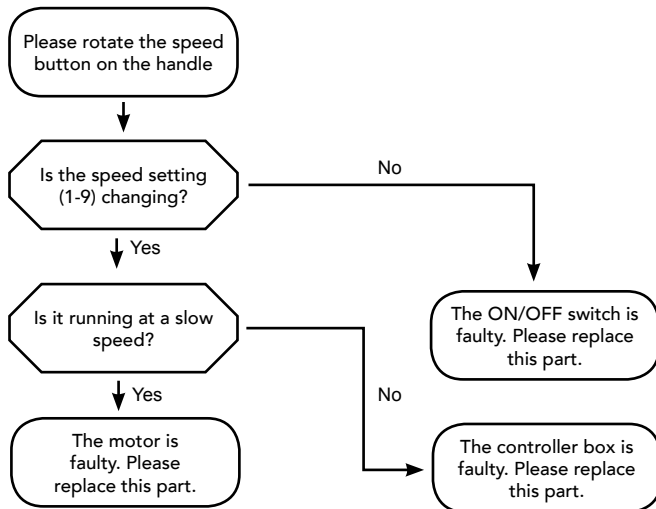 Please rotate the speed
button on the handle
Is the speed setting
(1-9) changing?
No
Yes
Is it running at a slow
speed?
The ON/OFF switch is
faulty. Please replace
this part.
Yes
No
The motor is
faulty. Please
replace this part.
The controller box is
faulty. Please replace
this part.